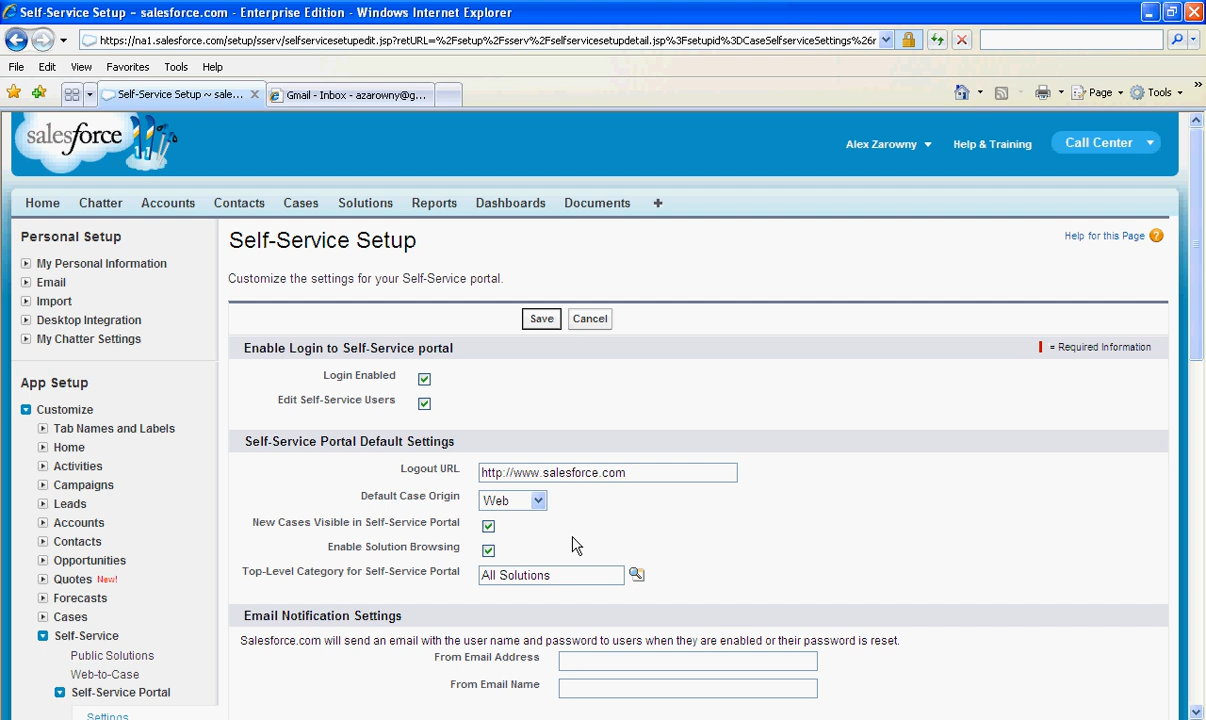 Self-Service Setup ~ salesforce.com - Enterprise Edition - Windows Internet Explorer
https://na1.salesforce.com/setup/sserv/selfservicesetupedit.jsp?retURL=%2Fsetup%2Fsserv%2Fselfservicesetupdetail.jsp%3Fsetupid%3DCaseSelfserviceSettings%26r
File Edit View Favorites Tools Help
Self-Service Setup ~ sale... Gmail - Inbox - azarowny@g... Page Tools »
salesforce
Alex Zarowny Help & Training Call Center
Home Chatter Accounts Contacts Cases Solutions Reports Dashboards Documents +
Personal Setup
My Personal Information
Email
Import
Desktop Integration
My Chatter Settings
App Setup
Customize
Tab Names and Labels
Home
Activities
Campaigns
Leads
Accounts
Contacts
Opportunities
Quotes New!
Forecasts
Cases
Self-Service
Public Solutions
Web-to-Case
Self-Service Portal
Settings
Self-Service Setup
Help for this Page ?
Customize the settings for your Self-Service portal.
Save Cancel
Enable Login to Self-Service portal
= Required Information
Login Enabled
Edit Self-Service Users
Self-Service Portal Default Settings
Logout URL http://www.salesforce.com
Default Case Origin Web
New Cases Visible in Self-Service Portal
Enable Solution Browsing
Top-Level Category for Self-Service Portal All Solutions
Email Notification Settings
Salesforce.com will send an email with the user name and password to users when they are enabled or their password is reset.
From Email Address
From Email Name